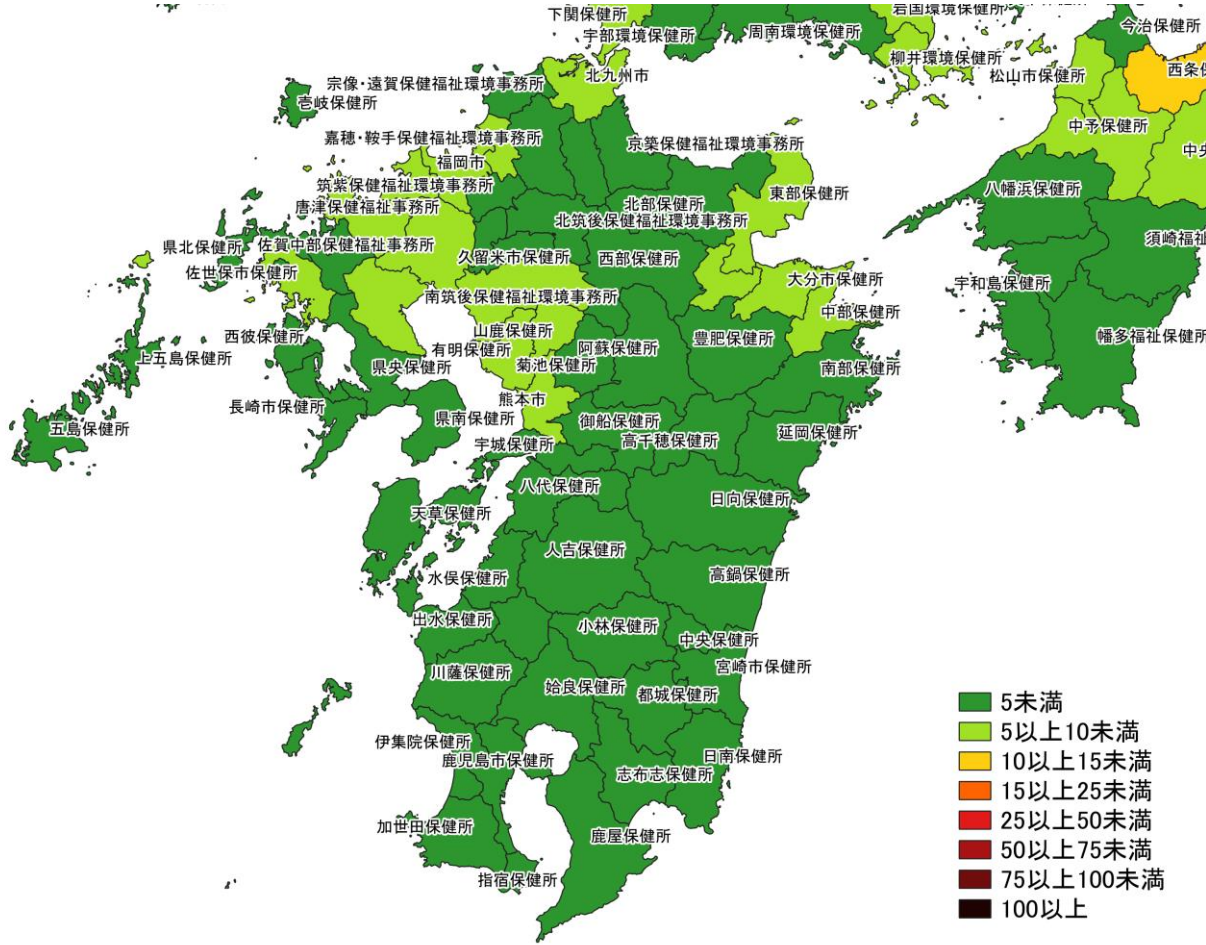 下関保健所
岩国環境保健所
今治保健所
宇部環境保健所
周南環境保健所
柳井環境保健所
松山市保健所
西条保
北九州市
宗像・遠賀保健福祉環境事務所
壱岐保健所
中予保健所
嘉穂・鞍手保健福祉環境事務所
京築保健福祉環境事務所
中央
福岡市
筑紫保健福祉環境事務所
東部保健所
八幡浜保健所
唐津保健福祉事務所
北部保健所
北筑後保健福祉環境事務所
県北保健所
佐賀中部保健福祉事務所
久留米市保健所
西部保健所
須崎福祉
佐世保市保健所
大分市保健所
宇和島保健所
南筑後保健福祉環境事務所
中部保健所
西彼保健所
山鹿保健所
豊肥保健所
幡多福祉保健所
上五島保健所
有明保健所
阿蘇保健所
県央保健所
菊池保健所
南部保健所
長崎市保健所
熊本市
五島保健所
県南保健所
御船保健所
延岡保健所
宇城保健所
高千穂保健所
八代保健所
日向保健所
天草保健所
人吉保健所
水俣保健所
高鍋保健所
出水保健所
小林保健所
中央保健所
川薩保健所
宮崎市保健所
姶良保健所
都城保健所
伊集院保健所
鹿児島市保健所
日南保健所
志布志保健所
加世田保健所
鹿屋保健所
指宿保健所
5未満
5以上10未満
10以上15未満
15以上25未満
25以上50未満
50以上75未満
75以上100未満
100以上